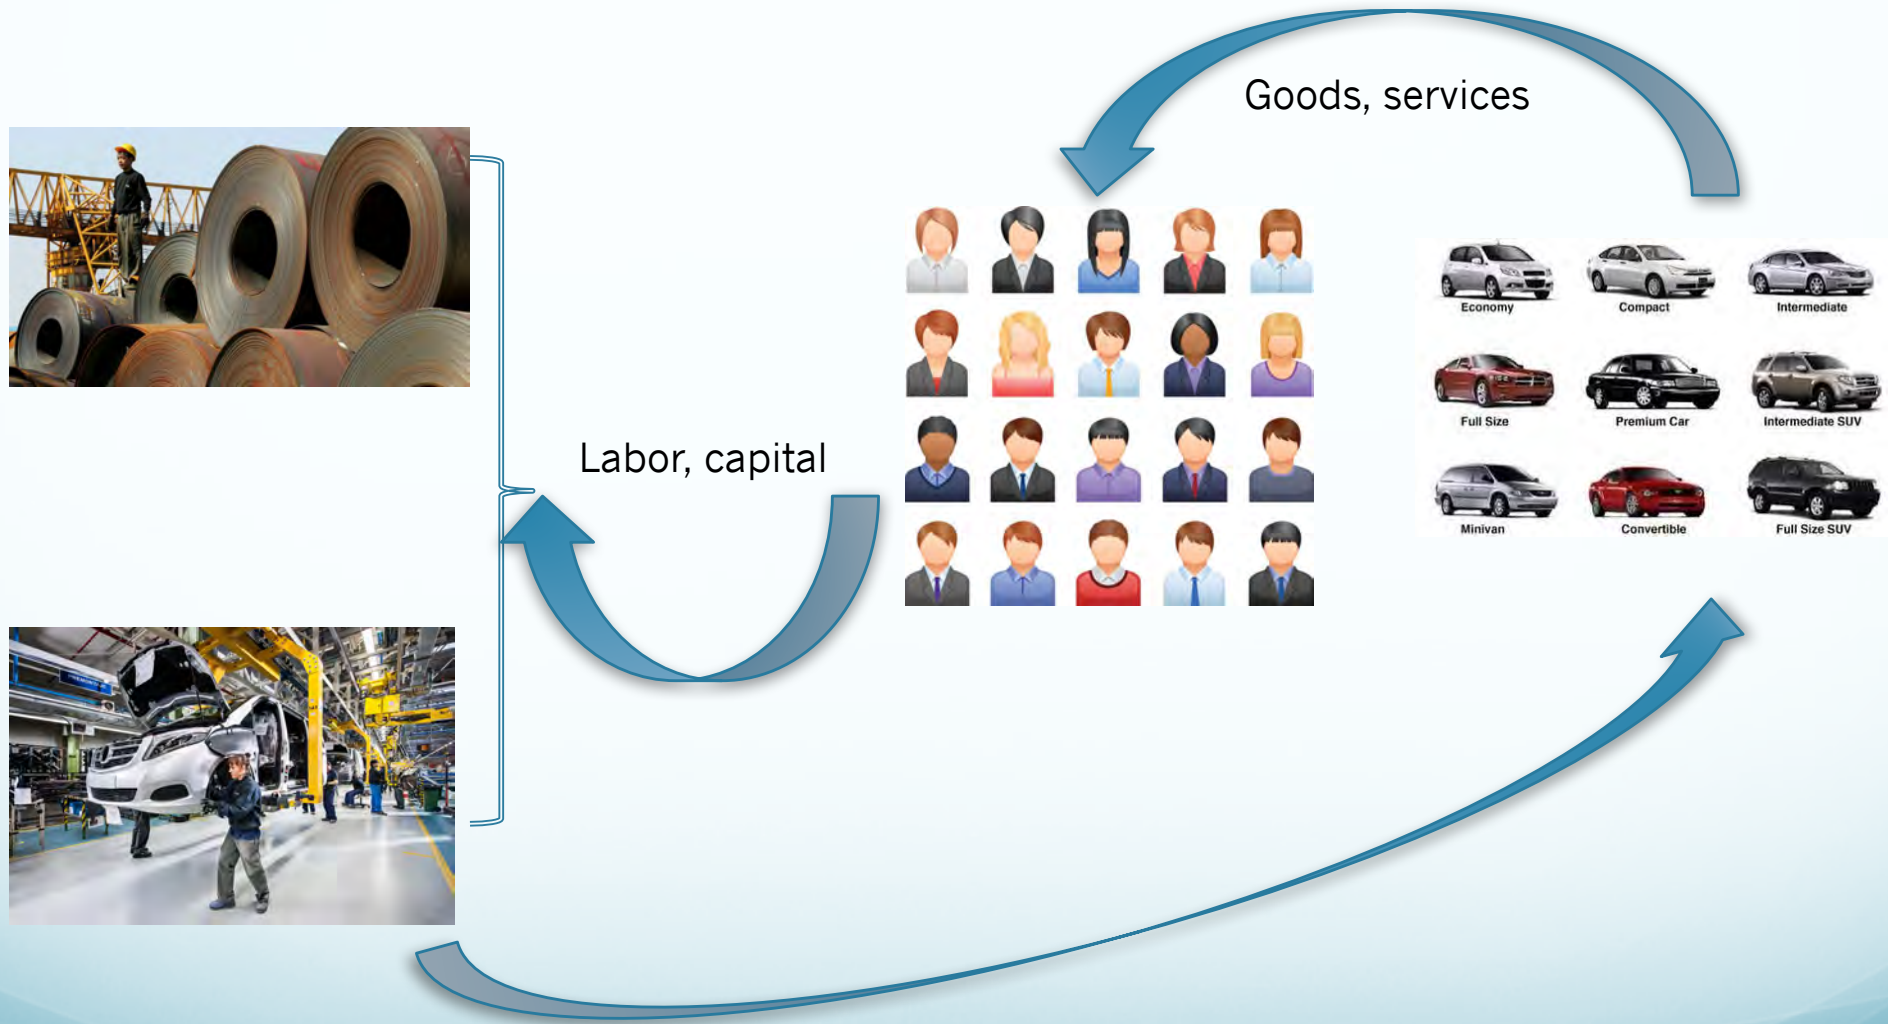 Goods, services
Labor, capital
Economy
Compact
Intermediate
Full Size
Premium Car
Intermediate SUV
Minivan
Convertible
Full Size SUV